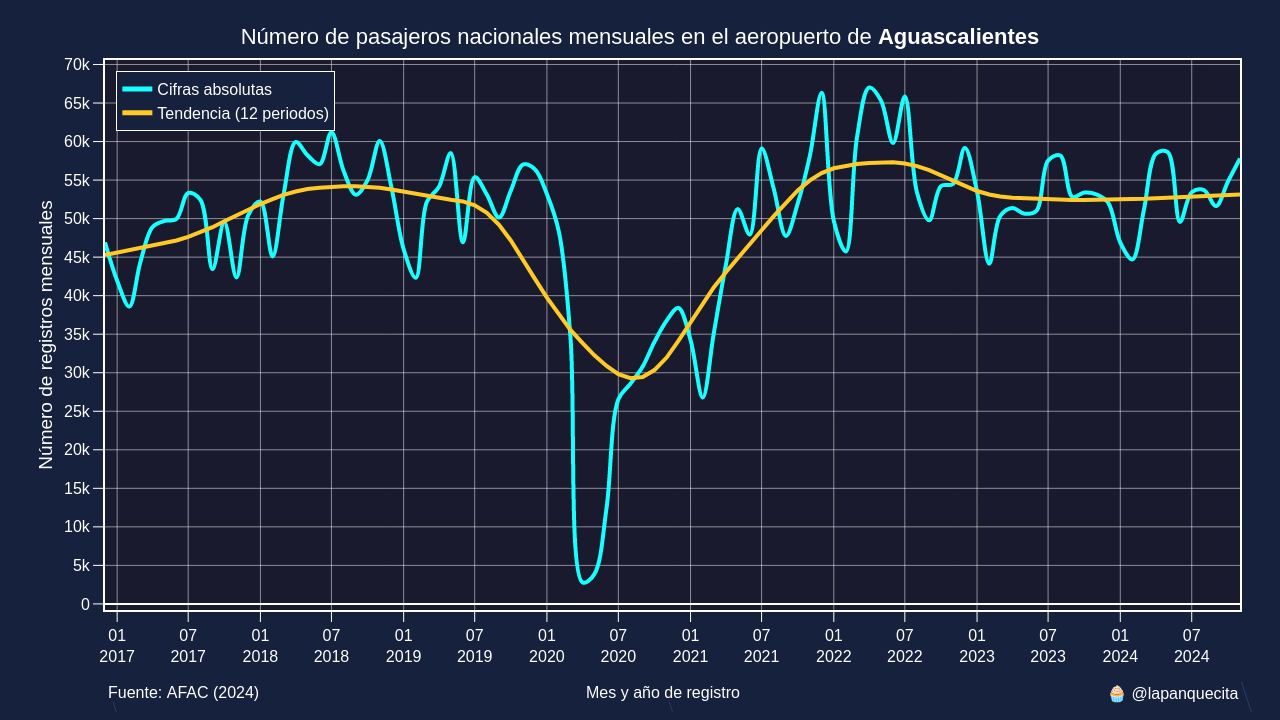 Número de pasajeros nacionales mensuales en el aeropuerto de Aguascalientes
Cifras absolutas
Tendencia (12 periodos)
Número de registros mensuales
70k
65k
60k
55k
50k
45k
40k
35k
30k
25k
20k
15k
10k
5k
0
01 07 01 07 01 07 01 07 01 07 01 07 01 07 01 07
2017 2017 2018 2018 2019 2019 2020 2020 2021 2021 2022 2022 2023 2023 2024 2024
Fuente: AFAC (2024) Mes y año de registro 🧁 @lapanquecita